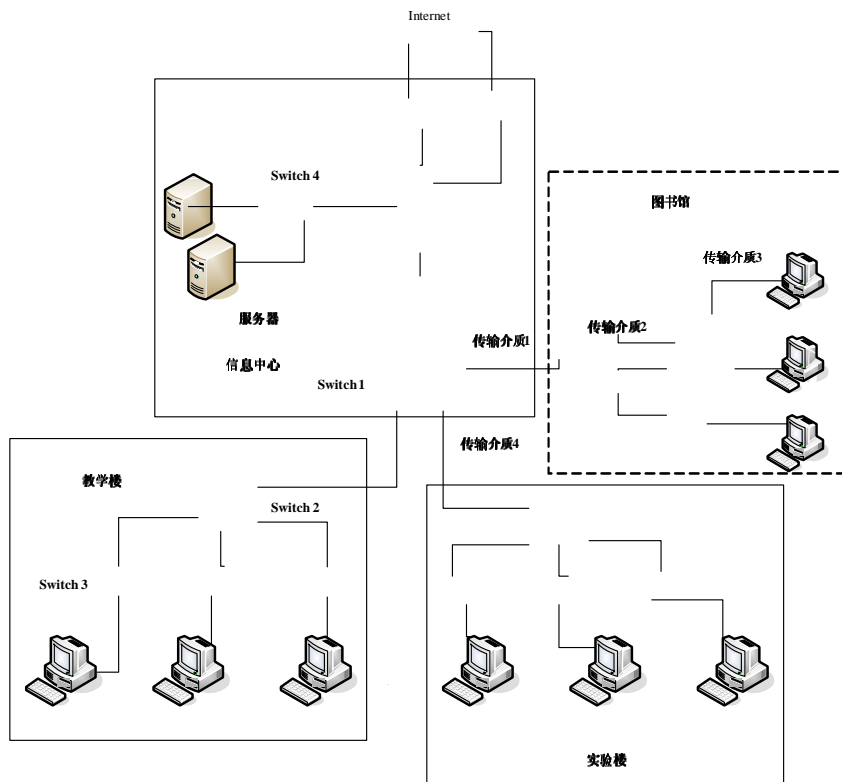 Internet
Switch 4
图书馆
传输介质3
服务器
传输介质1
传输介质2
信息中心
Switch 1
传输介质4
教学楼
Switch 2
Switch 3
实验楼